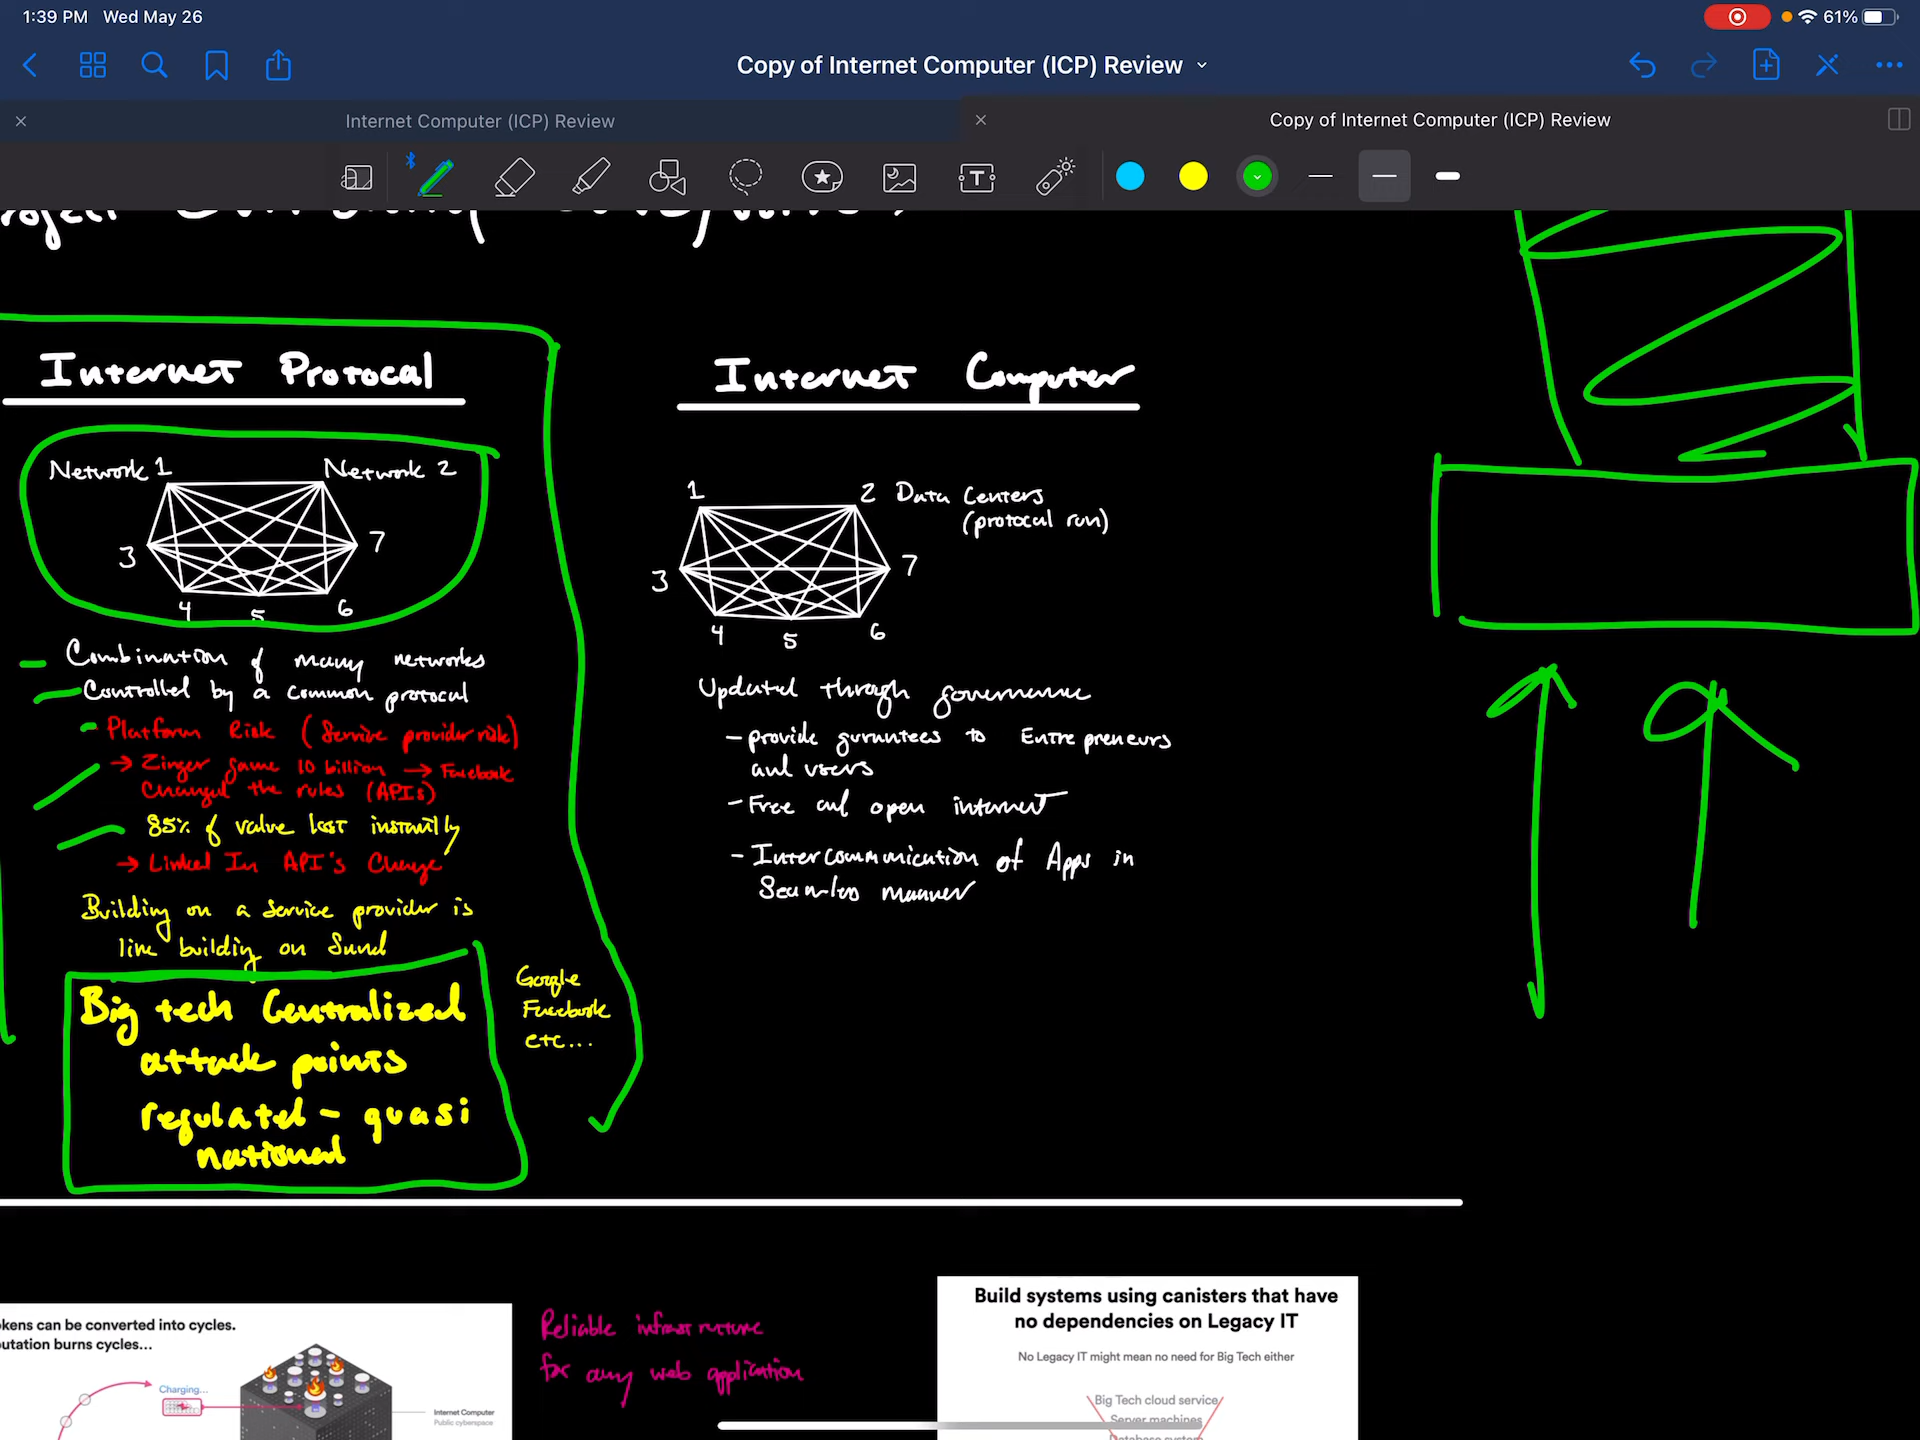 1:39 PM Wed May 26
61%
Copy of Internet Computer (ICP) Review
Internet Computer (ICP) Review
Copy of Internet Computer (ICP) Review
T
Internet Protocal
Network 1
Network 2
3
7
4
5
6
Combination of many networks
Controlled by a common protocal
Platform Risk (Service provider risk)
→ Zinger game 10 billion → Facebook
Changed the rules (APIs)
85% of value lost instantly
→ Linked In API's Change
Building on a service provider is
line building on Sand
Big tech Centralized
attack points
regulated - quasi
national
Google
Facebook
etc...
Internet Computer
1
2 Data Centers
(protocal run)
3
7
4
5
6
Updated through governance
- provide gurantees to Entrepreneurs
and users
- Free and open internet
- Intercommunication of Apps in
Seamless manner
kens can be converted into cycles.
utation burns cycles...
Charging...
Internet Computer
Public cyberspace
Reliable infrastructure
for any web application
Build systems using canisters that have
no dependencies on Legacy IT
No Legacy IT might mean no need for Big Tech either
Big Tech cloud service
Server machines
Database system